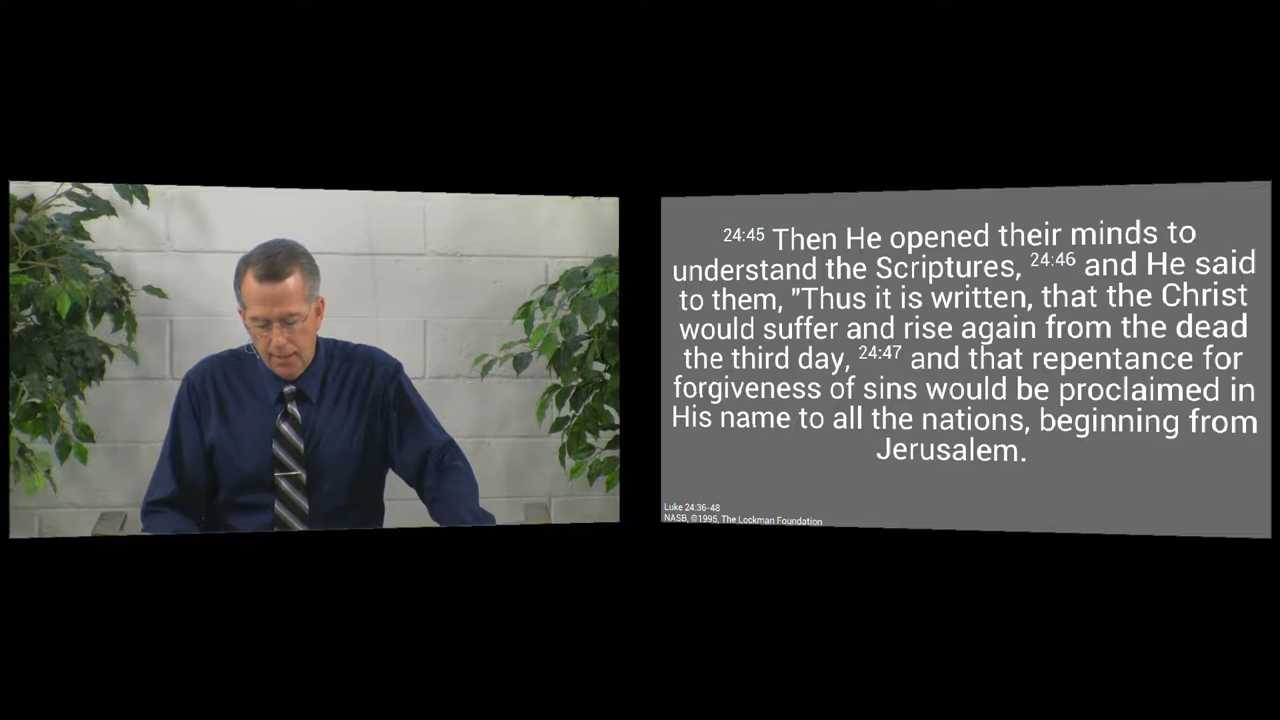 24:45 Then He opened their minds to
understand the Scriptures, 24:46 and He said
to them, "Thus it is written, that the Christ
would suffer and rise again from the dead
the third day, 24:47 and that repentance for
forgiveness of sins would be proclaimed in
His name to all the nations, beginning from
Jerusalem.
Luke 24:36-48
NASB, ©1995, The Lockman Foundation